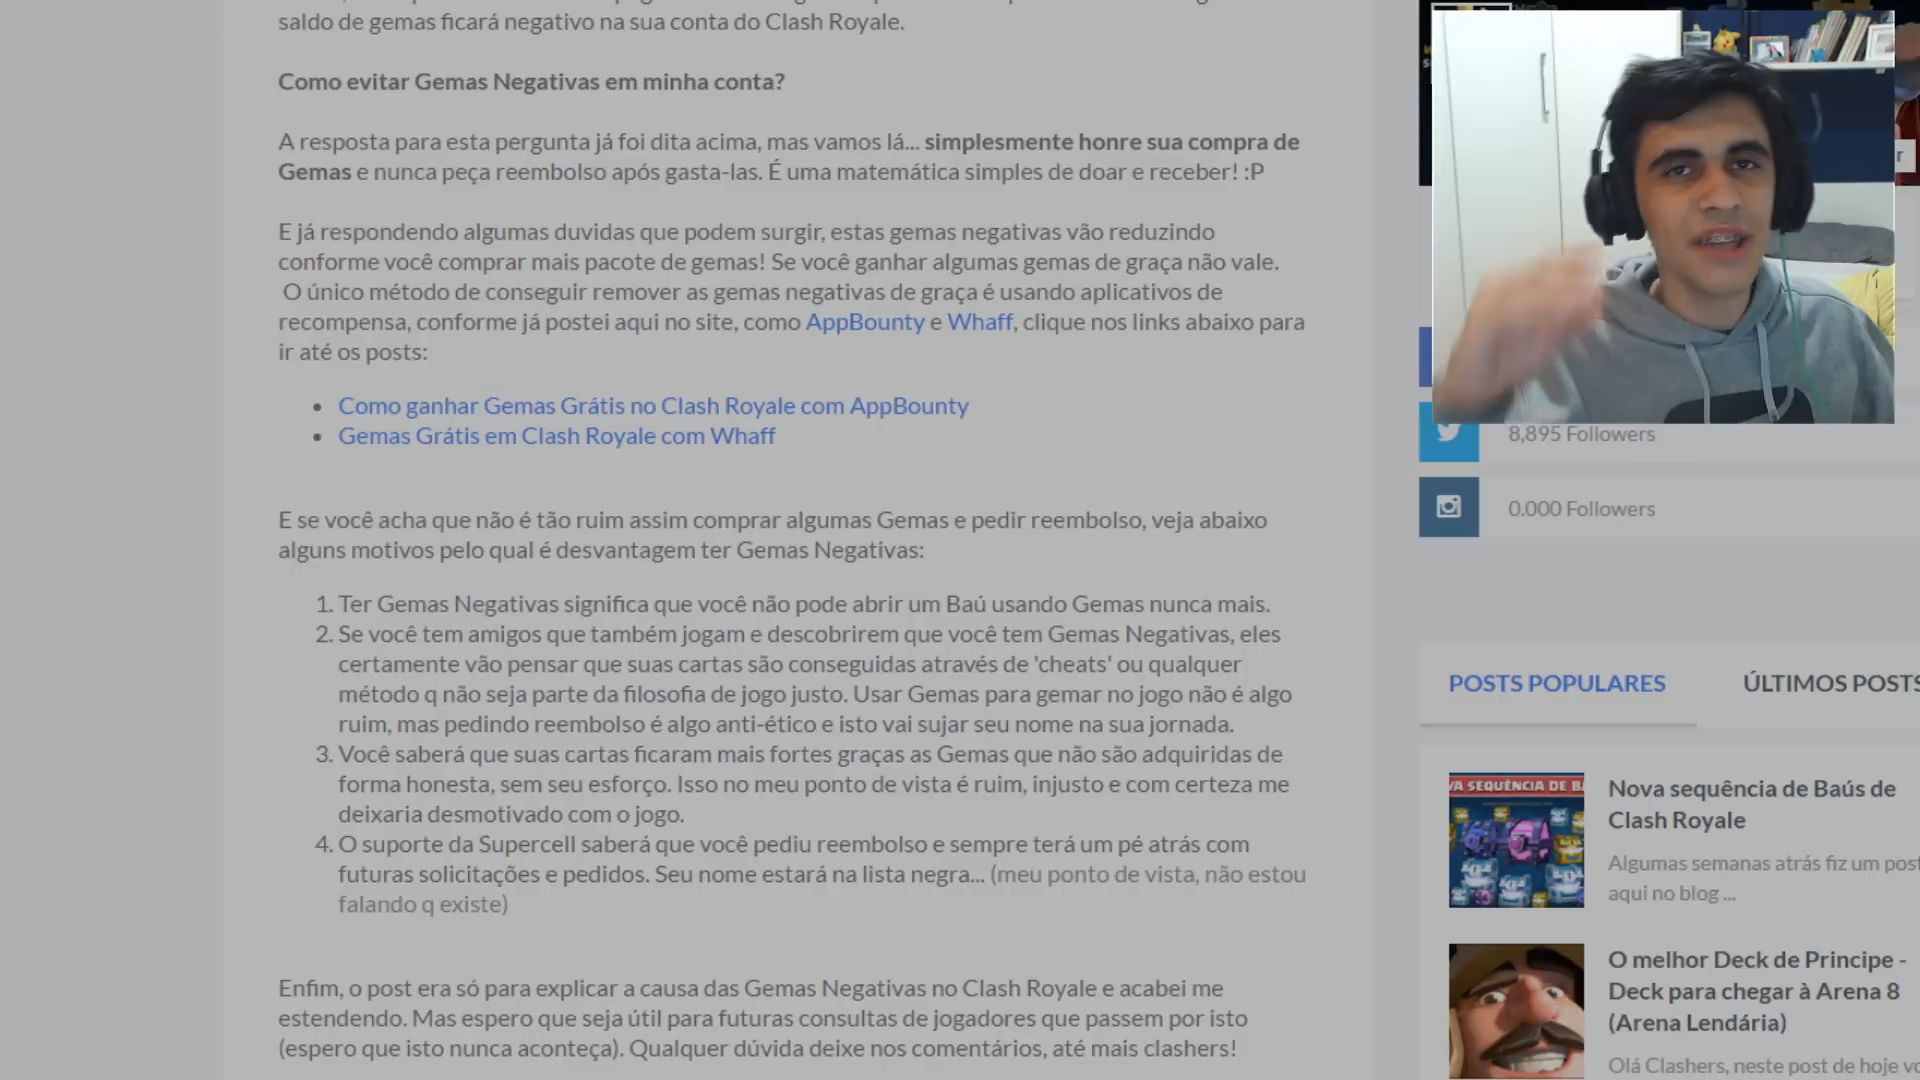 saldo de gemas ficará negativo na sua conta do Clash Royale.
Como evitar Gemas Negativas em minha conta?
A resposta para esta pergunta já foi dita acima, mas vamos lá... simplesmente honre sua compra de
Gemas e nunca peça reembolso após gasta-las. É uma matemática simples de doar e receber! :P
E já respondendo algumas duvidas que podem surgir, estas gemas negativas vão reduzindo
conforme você comprar mais pacote de gemas! Se você ganhar algumas gemas de graça não vale.
O único método de conseguir remover as gemas negativas de graça é usando aplicativos de
recompensa, conforme já postei aqui no site, como AppBounty e Whaff, clique nos links abaixo para
ir até os posts:
• Como ganhar Gemas Grátis no Clash Royale com AppBounty
• Gemas Grátis em Clash Royale com Whaff
E se você acha que não é tão ruim assim comprar algumas Gemas e pedir reembolso, veja abaixo
alguns motivos pelo qual é desvantagem ter Gemas Negativas:
1. Ter Gemas Negativas significa que você não pode abrir um Baú usando Gemas nunca mais.
2. Se você tem amigos que também jogam e descobrirem que você tem Gemas Negativas, eles
certamente vão pensar que suas cartas são conseguidas através de 'cheats' ou qualquer
método q não seja parte da filosofia de jogo justo. Usar Gemas para gemar no jogo não é algo
ruim, mas pedindo reembolso é algo anti-ético e isto vai sujar seu nome na sua jornada.
3. Você saberá que suas cartas ficaram mais fortes graças as Gemas que não são adquiridas de
forma honesta, sem seu esforço. Isso no meu ponto de vista é ruim, injusto e com certeza me
deixaria desmotivado com o jogo.
4. O suporte da Supercell saberá que você pediu reembolso e sempre terá um pé atrás com
futuras solicitações e pedidos. Seu nome estará na lista negra... (meu ponto de vista, não estou
falando q existe)
Enfim, o post era só para explicar a causa das Gemas Negativas no Clash Royale e acabei me
estendendo. Mas espero que seja útil para futuras consultas de jogadores que passem por isto
(espero que isto nunca aconteça). Qualquer dúvida deixe nos comentários, até mais clashers!
8,895 Followers
0.000 Followers
POSTS POPULARES
ÚLTIMOS POSTS
VA SEQUÊNCIA DE BA
Nova sequência de Baús de
Clash Royale
Algumas semanas atrás fiz um post
aqui no blog ...
O melhor Deck de Principe -
Deck para chegar à Arena 8
(Arena Lendária)
Olá Clashers, neste post de hoje vo